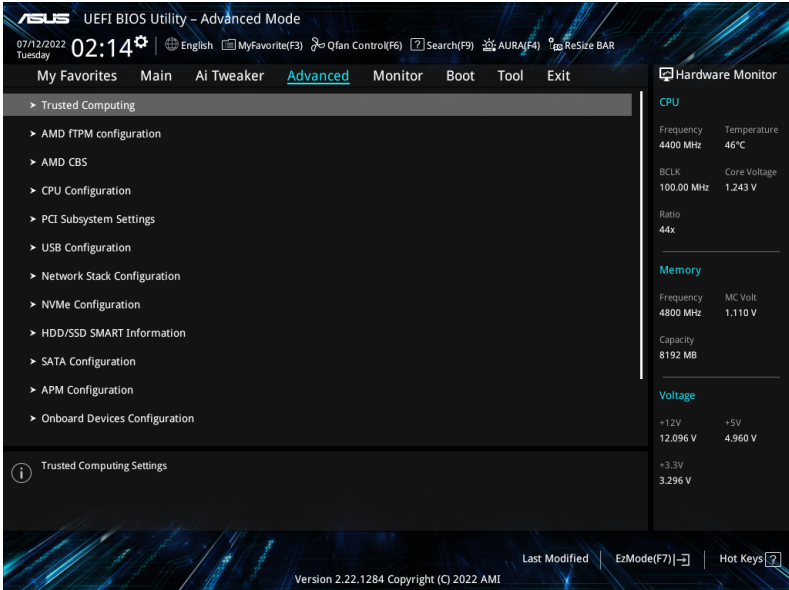 ASUS UEFI BIOS Utility – Advanced Mode
07/12/2022 Tuesday 02:14 English MyFavorite(F3) Qfan Control(F6) ? Search(F9) AURA(F4) ReSize BAR
My Favorites Main Ai Tweaker Advanced Monitor Boot Tool Exit
Trusted Computing
AMD fTPM configuration
AMD CBS
CPU Configuration
PCI Subsystem Settings
USB Configuration
Network Stack Configuration
NVMe Configuration
HDD/SSD SMART Information
SATA Configuration
APM Configuration
Onboard Devices Configuration
Trusted Computing Settings
Hardware Monitor
CPU
Frequency Temperature
4400 MHz 46°C
BCLK Core Voltage
100.00 MHz 1.243 V
Ratio
44x
Memory
Frequency MC Volt
4800 MHz 1.110 V
Capacity
8192 MB
Voltage
+12V +5V
12.096 V 4.960 V
+3.3V
3.296 V
Last Modified EzMode(F7) Hot Keys ?
Version 2.22.1284 Copyright (C) 2022 AMI